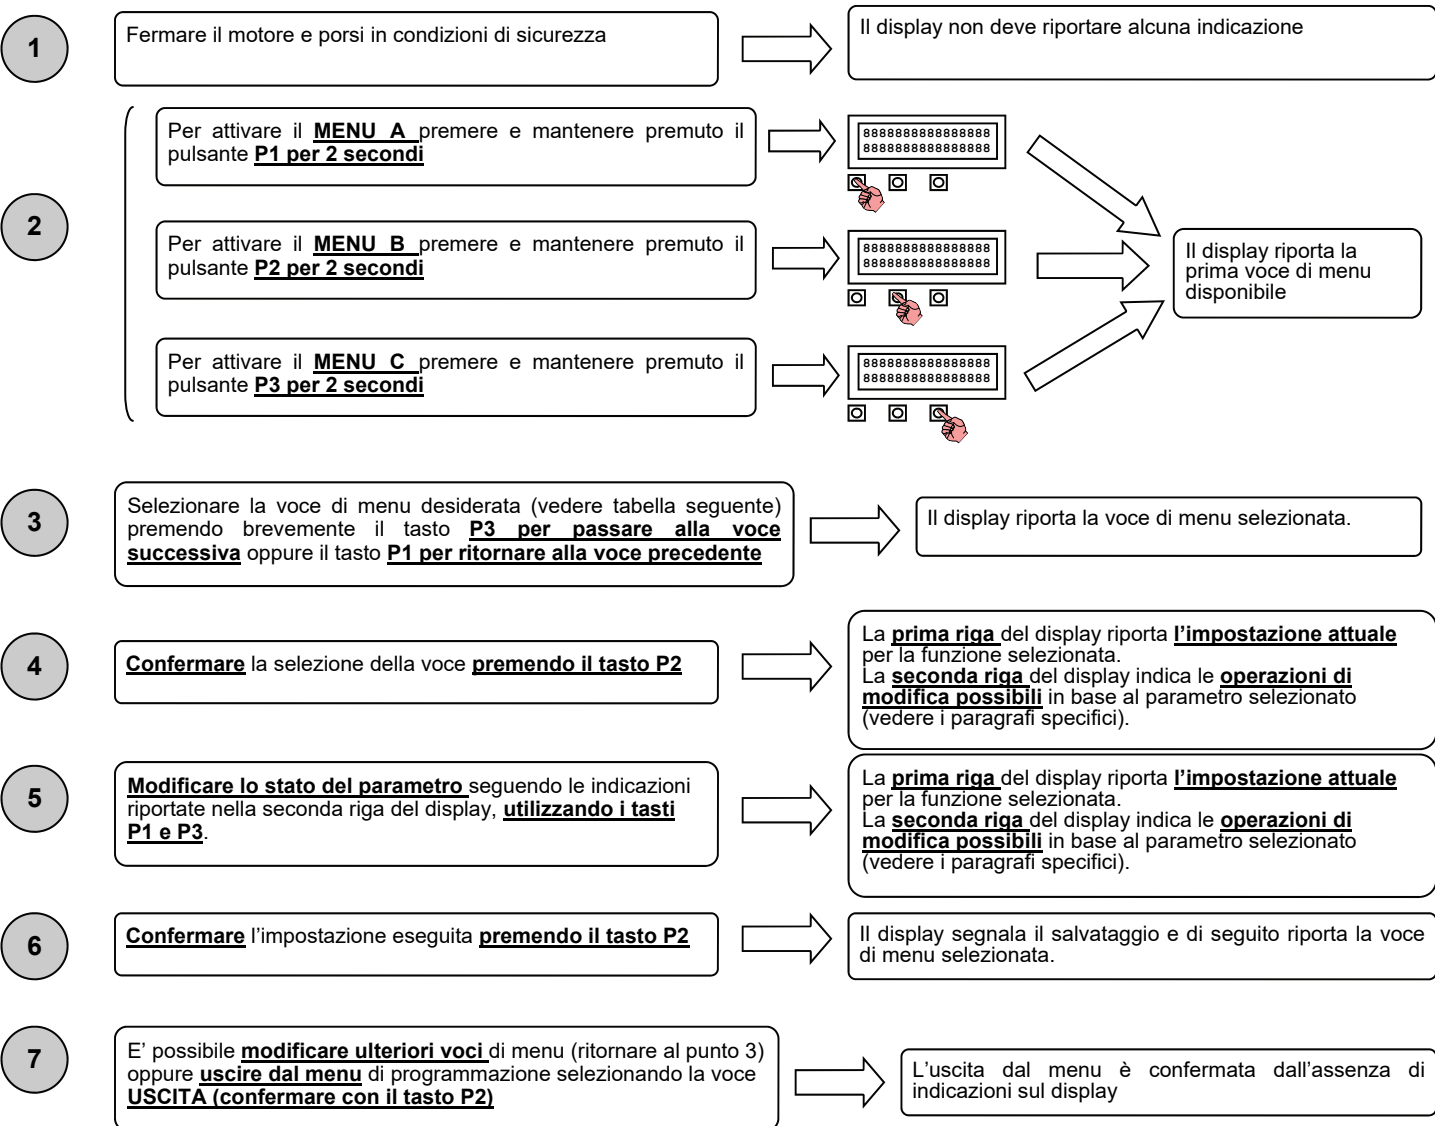 1
Fermare il motore e porsi in condizioni di sicurezza
Il display non deve riportare alcuna indicazione
2
Per attivare il MENU A premere e mantenere premuto il
pulsante P1 per 2 secondi
8888888888888888
8888888888888888
Per attivare il MENU B premere e mantenere premuto il
pulsante P2 per 2 secondi
8888888888888888
8888888888888888
Per attivare il MENU C premere e mantenere premuto il
pulsante P3 per 2 secondi
8888888888888888
8888888888888888
Il display riporta la
prima voce di menu
disponibile
3
Selezionare la voce di menu desiderata (vedere tabella seguente)
premendo brevemente il tasto P3 per passare alla voce
successiva oppure il tasto P1 per ritornare alla voce precedente
Il display riporta la voce di menu selezionata.
4
Confermare la selezione della voce premendo il tasto P2
La prima riga del display riporta l’impostazione attuale
per la funzione selezionata.
La seconda riga del display indica le operazioni di
modifica possibili in base al parametro selezionato
(vedere i paragrafi specifici).
5
Modificare lo stato del parametro seguendo le indicazioni
riportate nella seconda riga del display, utilizzando i tasti
P1 e P3.
La prima riga del display riporta l’impostazione attuale
per la funzione selezionata.
La seconda riga del display indica le operazioni di
modifica possibili in base al parametro selezionato
(vedere i paragrafi specifici).
6
Confermare l’impostazione eseguita premendo il tasto P2
Il display segnala il salvataggio e di seguito riporta la voce
di menu selezionata.
7
E’ possibile modificare ulteriori voci di menu (ritornare al punto 3)
oppure uscire dal menu di programmazione selezionando la voce
USCITA (confermare con il tasto P2)
L’uscita dal menu è confermata dall’assenza di
indicazioni sul display